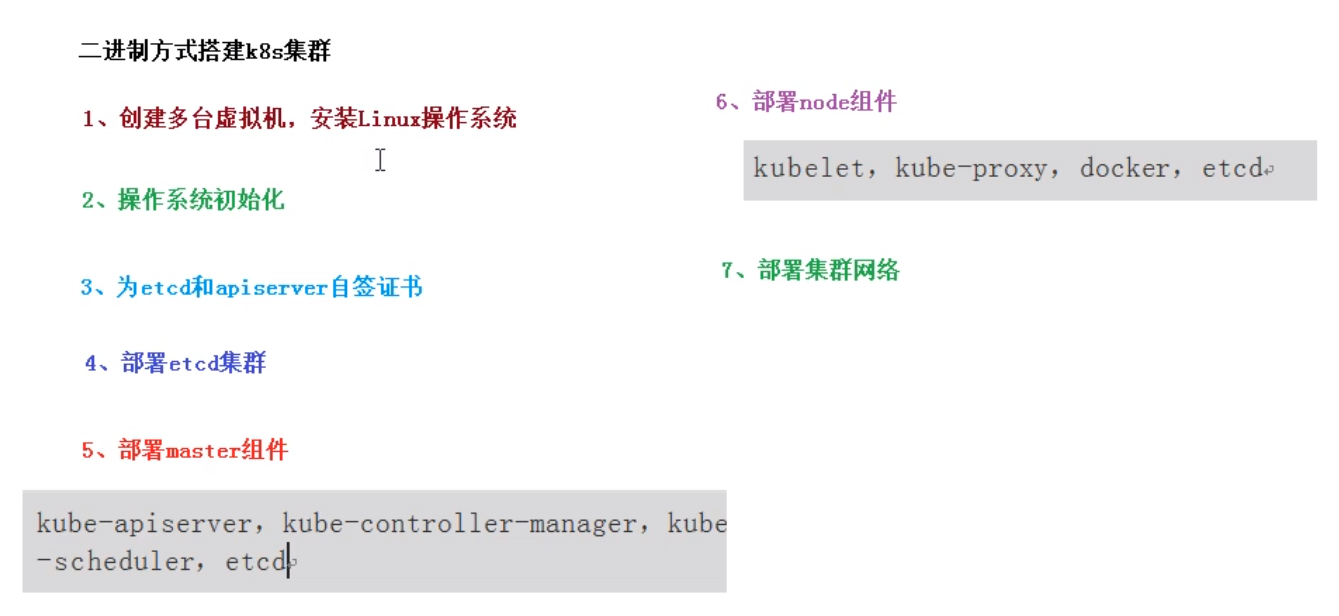 二进制方式搭建k8s集群
1、创建多台虚拟机，安装Linux操作系统
2、操作系统初始化
3、为etcd和apiserver自签证书
4、部署etcd集群
5、部署master组件
kube-apiserver，kube-controller-manager，kube
-scheduler，etcd
6、部署node组件
kubelet，kube-proxy，docker，etcd
7、部署集群网络